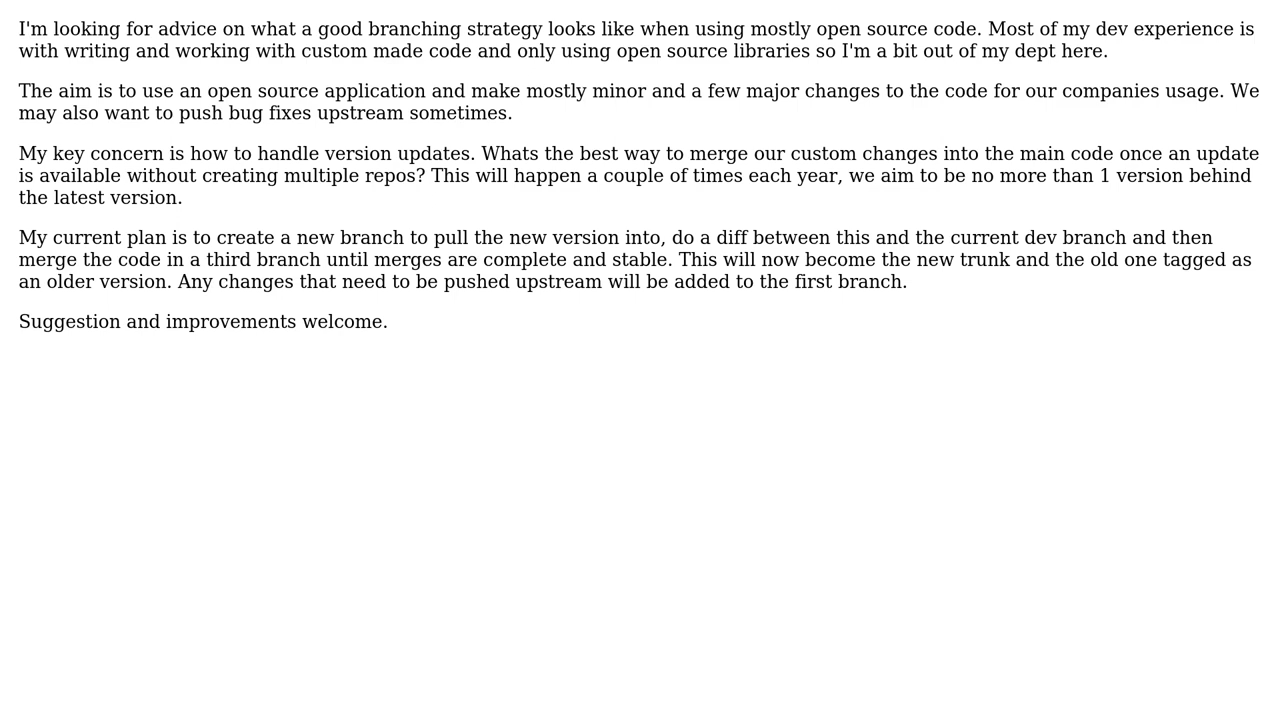 I'm looking for advice on what a good branching strategy looks like when using mostly open source code. Most of my dev experience is
with writing and working with custom made code and only using open source libraries so I'm a bit out of my dept here.
The aim is to use an open source application and make mostly minor and a few major changes to the code for our companies usage. We
may also want to push bug fixes upstream sometimes.
My key concern is how to handle version updates. Whats the best way to merge our custom changes into the main code once an update
is available without creating multiple repos? This will happen a couple of times each year, we aim to be no more than 1 version behind
the latest version.
My current plan is to create a new branch to pull the new version into, do a diff between this and the current dev branch and then
merge the code in a third branch until merges are complete and stable. This will now become the new trunk and the old one tagged as
an older version. Any changes that need to be pushed upstream will be added to the first branch.
Suggestion and improvements welcome.